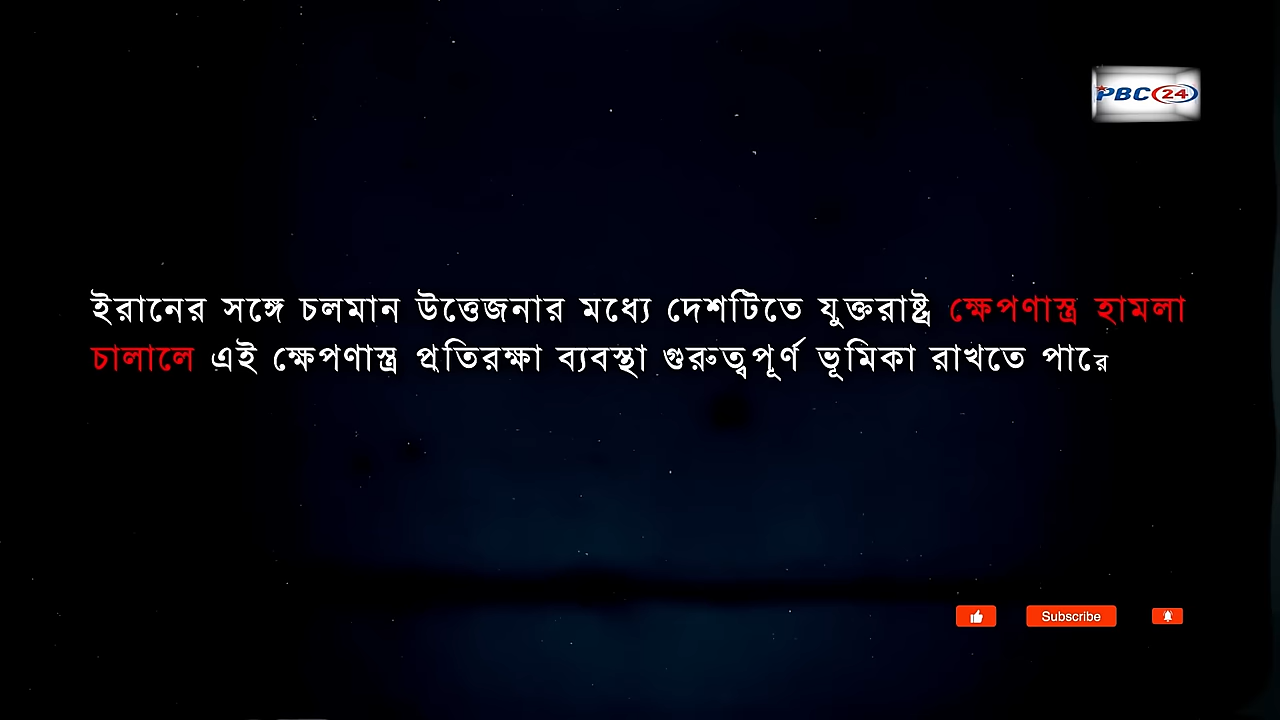 PBC 24
ইরানের সঙ্গে চলমান উত্তেজনার মধ্যে দেশটিতে যুক্তরাষ্ট্র ক্ষেপণাস্ত্র হামলা
চালালে এই ক্ষেপণাস্ত্র প্রতিরক্ষা ব্যবস্থা গুরুত্বপূর্ণ ভূমিকা রাখতে পারে
Subscribe